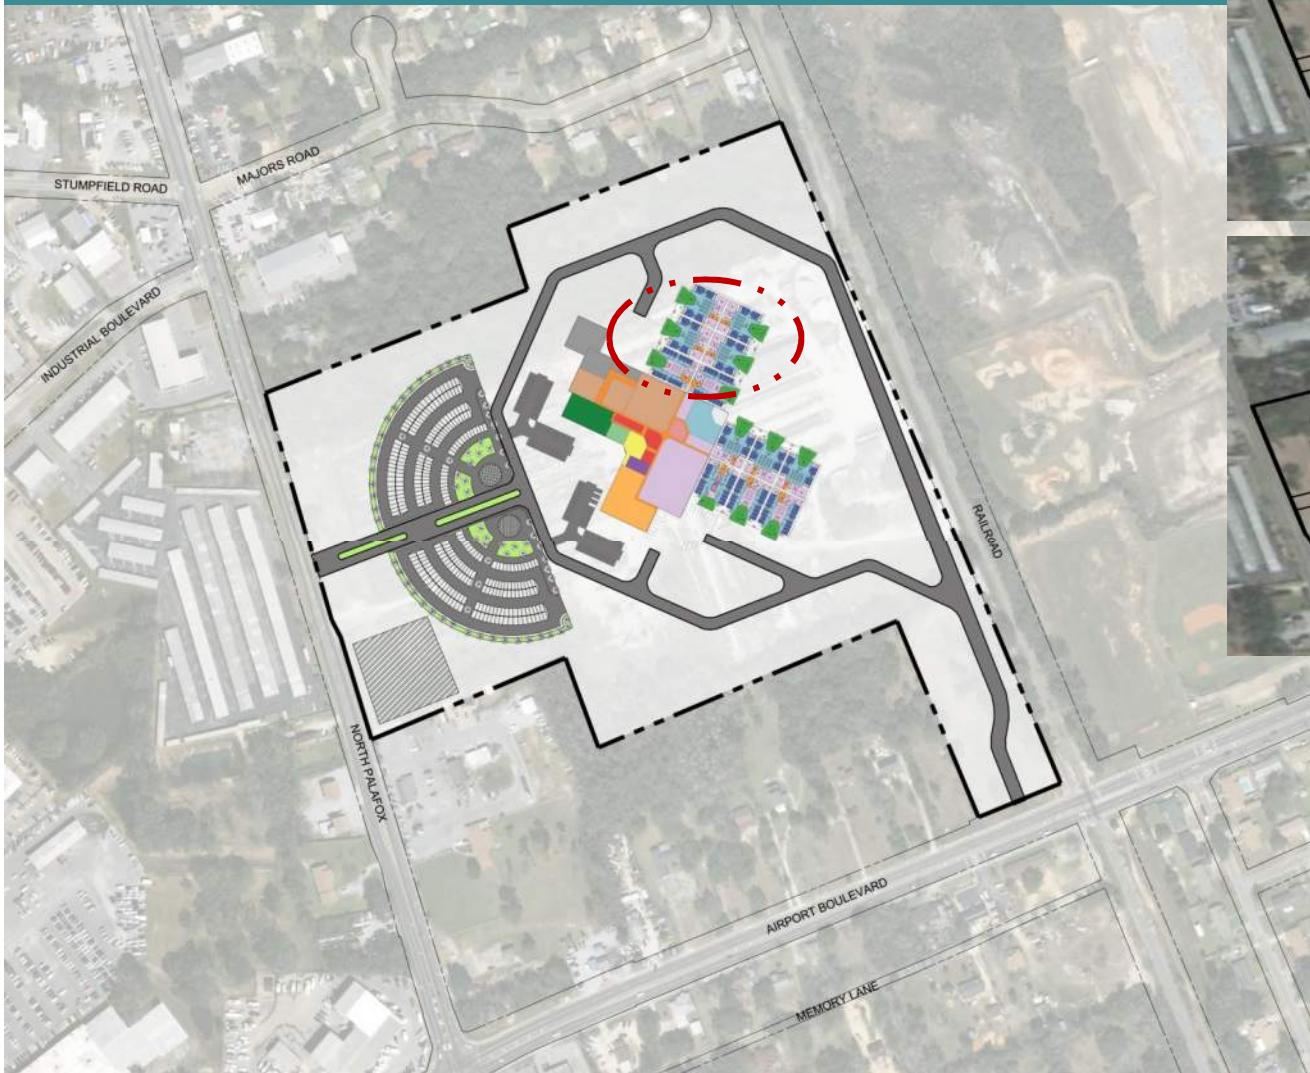 STUMPFIELD ROAD
MAJORS ROAD
INDUSTRIAL BOULEVARD
RAILROAD
NORTH PALAFOX
AIRPORT BOULEVARD
MEMORY LANE